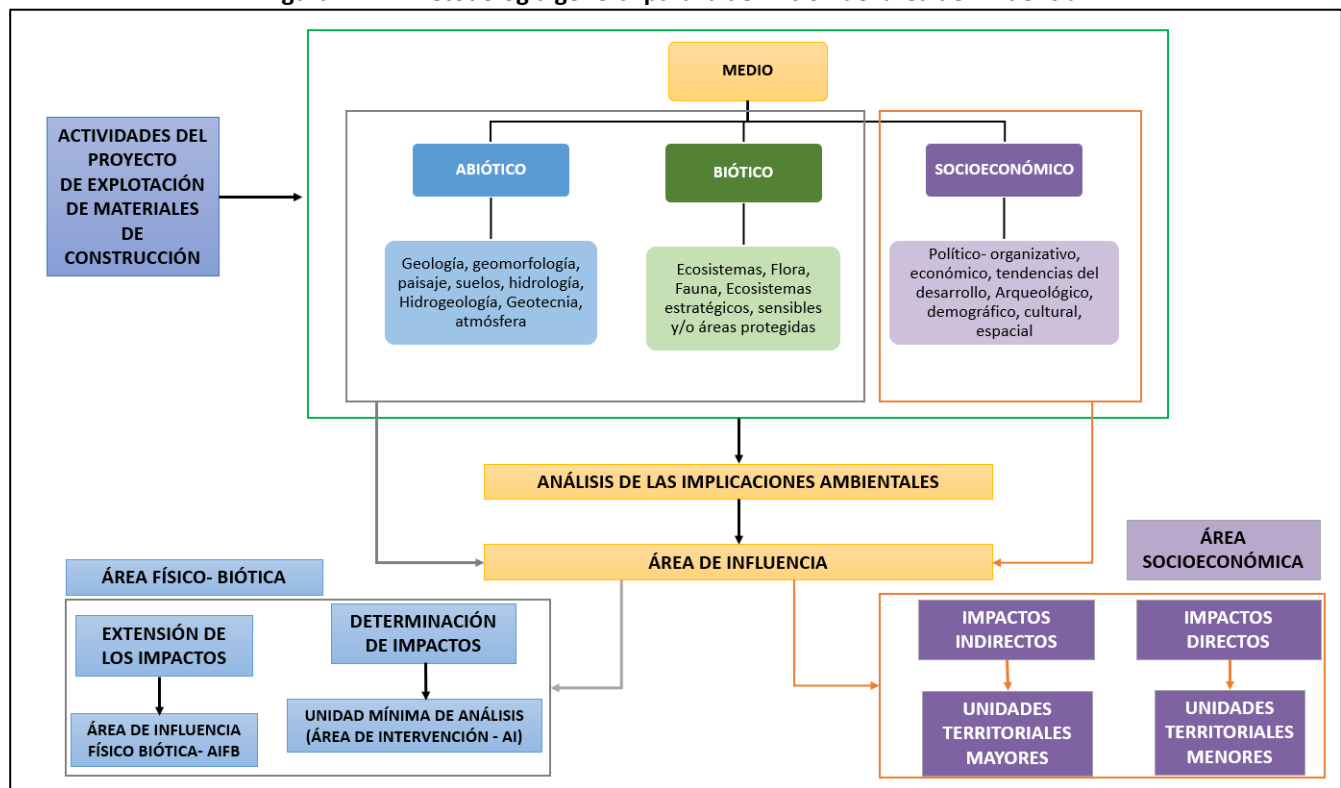 MEDIO
ACTIVIDADES DEL
PROYECTO
DE EXPLOTACIÓN
DE MATERIALES
DE
CONSTRUCCIÓN
ABIÓTICO
BIÓTICO
SOCIOECONÓMICO
Geología, geomorfología,
paisaje, suelos, hidrología,
Hidrogeología, Geotecnia,
atmósfera
Ecosistemas, Flora,
Fauna, Ecosistemas
estratégicos, sensibles
y/o áreas protegidas
Político- organizativo,
económico, tendencias del
desarrollo, Arqueológico,
demográfico, cultural,
espacial
ANÁLISIS DE LAS IMPLICACIONES AMBIENTALES
ÁREA DE INFLUENCIA
ÁREA FÍSICO- BIÓTICA
EXTENSIÓN DE
LOS IMPACTOS
ÁREA DE INFLUENCIA
FÍSICO BIÓTICA- AIFB
DETERMINACIÓN
DE IMPACTOS
UNIDAD MÍNIMA DE ANÁLISIS
(ÁREA DE INTERVENCIÓN - AI)
ÁREA
SOCIOECONÓMICA
IMPACTOS
INDIRECTOS
UNIDADES
TERRITORIALES
MAYORES
IMPACTOS
DIRECTOS
UNIDADES
TERRITORIALES
MENORES